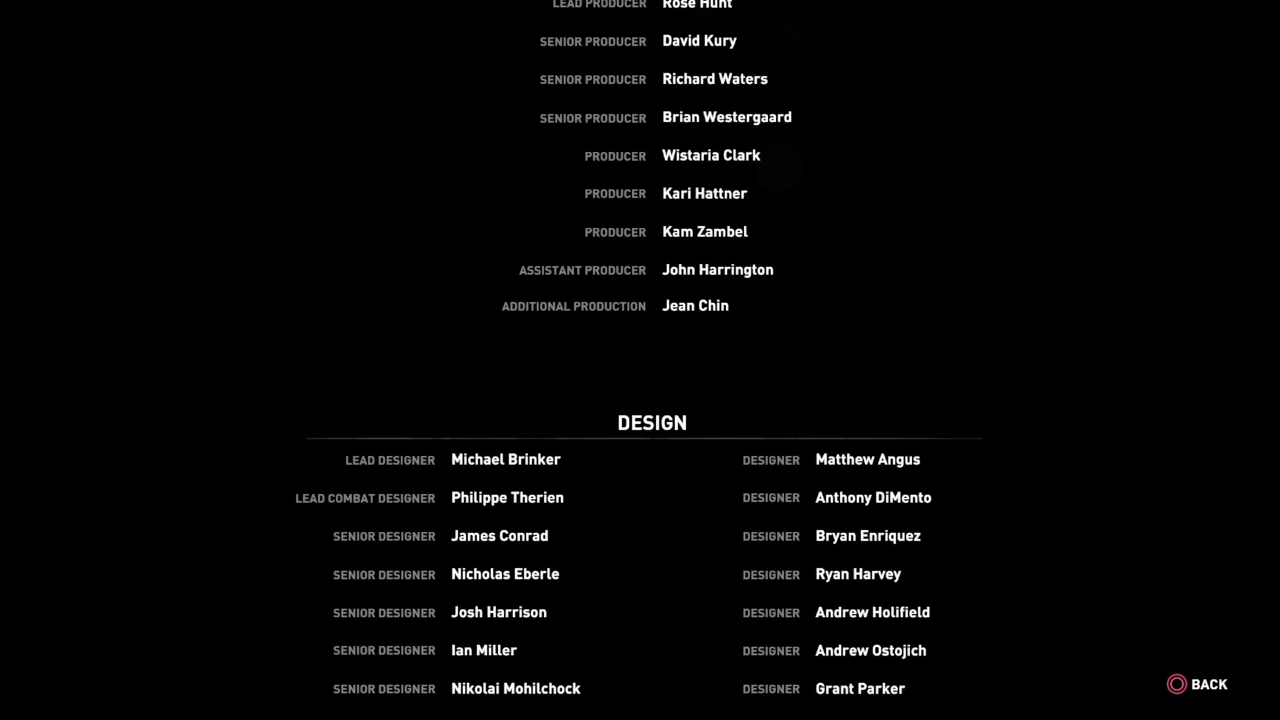 LEAD PRODUCER Rose Hunt
SENIOR PRODUCER David Kury
SENIOR PRODUCER Richard Waters
SENIOR PRODUCER Brian Westergaard
PRODUCER Wistaria Clark
PRODUCER Kari Hattner
PRODUCER Kam Zambel
ASSISTANT PRODUCER John Harrington
ADDITIONAL PRODUCTION Jean Chin
DESIGN
LEAD DESIGNER Michael Brinker DESIGNER Matthew Angus
LEAD COMBAT DESIGNER Philippe Therien DESIGNER Anthony DiMento
SENIOR DESIGNER James Conrad DESIGNER Bryan Enriquez
SENIOR DESIGNER Nicholas Eberle DESIGNER Ryan Harvey
SENIOR DESIGNER Josh Harrison DESIGNER Andrew Holifield
SENIOR DESIGNER Ian Miller DESIGNER Andrew Ostojich
SENIOR DESIGNER Nikolai Mohilchock DESIGNER Grant Parker
BACK